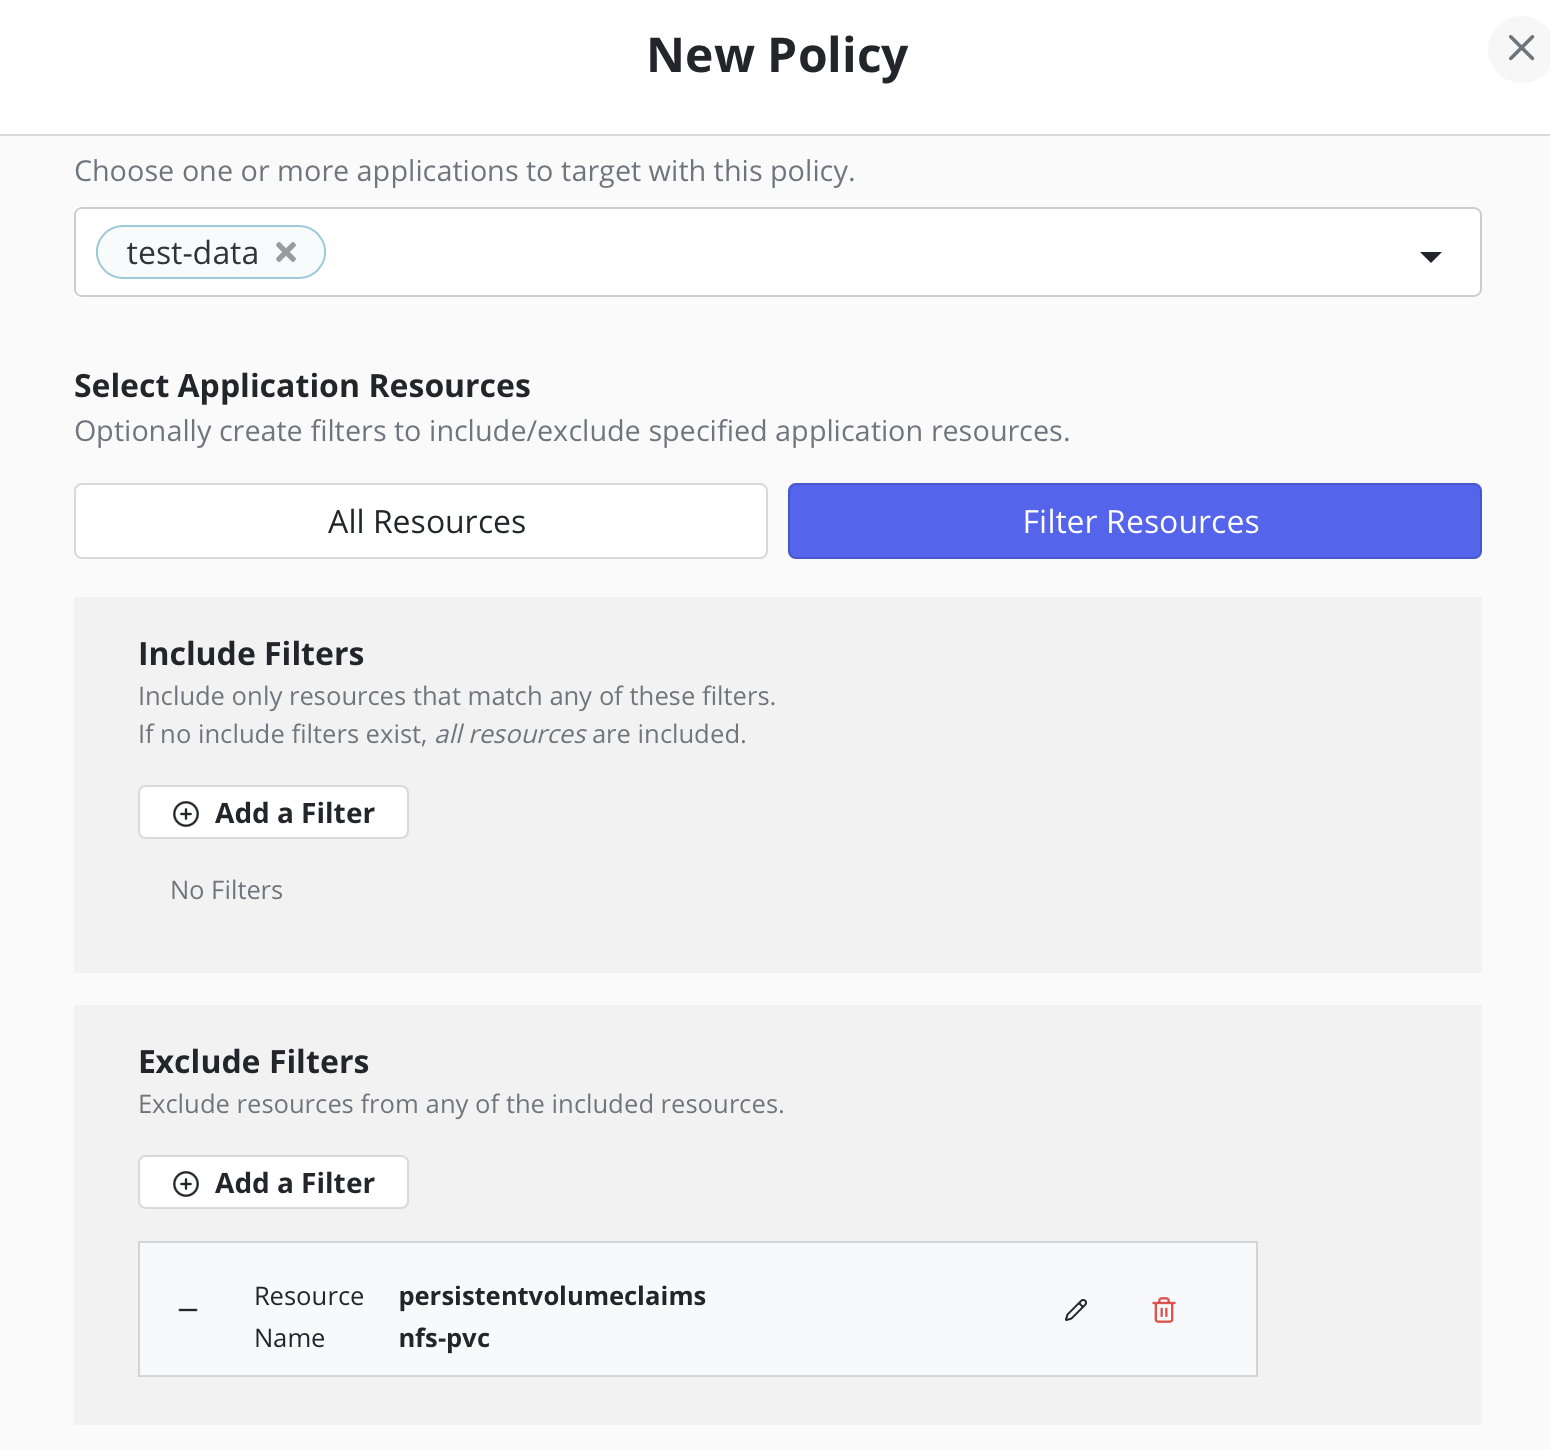 New Policy
Choose one or more applications to target with this policy.
test-data
Select Application Resources
Optionally create filters to include/exclude specified application resources.
All Resources
Filter Resources
Include Filters
Include only resources that match any of these filters.
If no include filters exist, all resources are included.
Add a Filter
No Filters
Exclude Filters
Exclude resources from any of the included resources.
Add a Filter
Resource persistentvolumeclaims
Name nfs-pvc